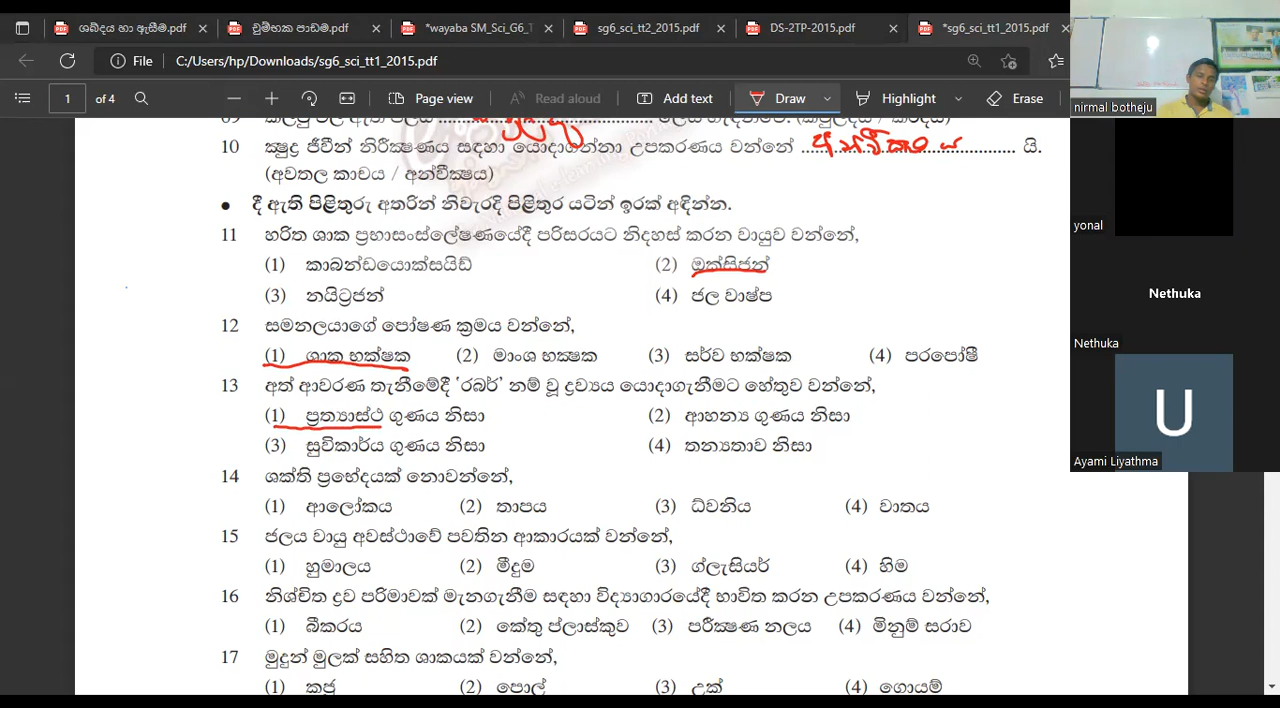 ශබ්දය හා ඇසීම.pdf
චුම්භක පාඩම.pdf
*wayaba SM_Sci_G6_T
sg6_sci_tt2_2015.pdf
DS-2TP-2015.pdf
*sg6_sci_tt1_2015.pdf
File C:/Users/hp/Downloads/sg6_sci_tt1_2015.pdf
1 of 4 Page view Read aloud Add text Draw Highlight Erase
nirmal botheju
yonal
Nethuka
Nethuka
U
Ayami Liyathma
10 ක්‍ෂුද්‍ර ජීවීන් නිරීක්‍ෂණය සඳහා යොදාගන්නා උපකරණය වන්නේ අන්වීක්‍ෂය යි.
(අවතල කාචය / අන්වීක්‍ෂය)
• දී ඇති පිළිතුරු අතරින් නිවැරදි පිළිතුර යටින් ඉරක් අඳින්න.
11 හරිත ශාක ප්‍රභාසංස්ලේෂණයේදී පරිසරයට නිදහස් කරන වායුව වන්නේ,
(1) කාබන්ඩයොක්සයිඩ් (2) ඔක්සිජන්
(3) නයිට්‍රජන් (4) ජල වාෂ්ප
12 සමනලයාගේ පෝෂණ ක්‍රමය වන්නේ,
(1) ශාක භක්ෂක (2) මාංශ භක්‍ෂක (3) සර්ව භක්ෂක (4) පරපෝෂී
13 අත් ආවරණ තැනීමේදී 'රබර්' නම් වූ ද්‍රව්‍යය යොදාගැනීමට හේතුව වන්නේ,
(1) ප්‍රත්‍යාස්ථ ගුණය නිසා (2) ආහන්‍ය ගුණය නිසා
(3) සුවිකාර්ය ගුණය නිසා (4) තන්‍යතාව නිසා
14 ශක්ති ප්‍රභේදයක් නොවන්නේ,
(1) ආලෝකය (2) තාපය (3) ධ්වනිය (4) වාතය
15 ජලය වායු අවස්ථාවේ පවතින ආකාරයක් වන්නේ,
(1) හුමාලය (2) මීදුම (3) ග්ලැසියර් (4) හිම
16 නිශ්චිත ද්‍රව පරිමාවක් මැනගැනීම සඳහා විද්‍යාගාරයේදී භාවිත කරන උපකරණය වන්නේ,
(1) බීකරය (2) කේතු ප්ලාස්කුව (3) පරීක්‍ෂණ නලය (4) මිනුම් සරාව
17 මුදුන් මුලක් සහිත ශාකයක් වන්නේ,
(1) කජු (2) පොල් (3) උක් (4) ගොයම්